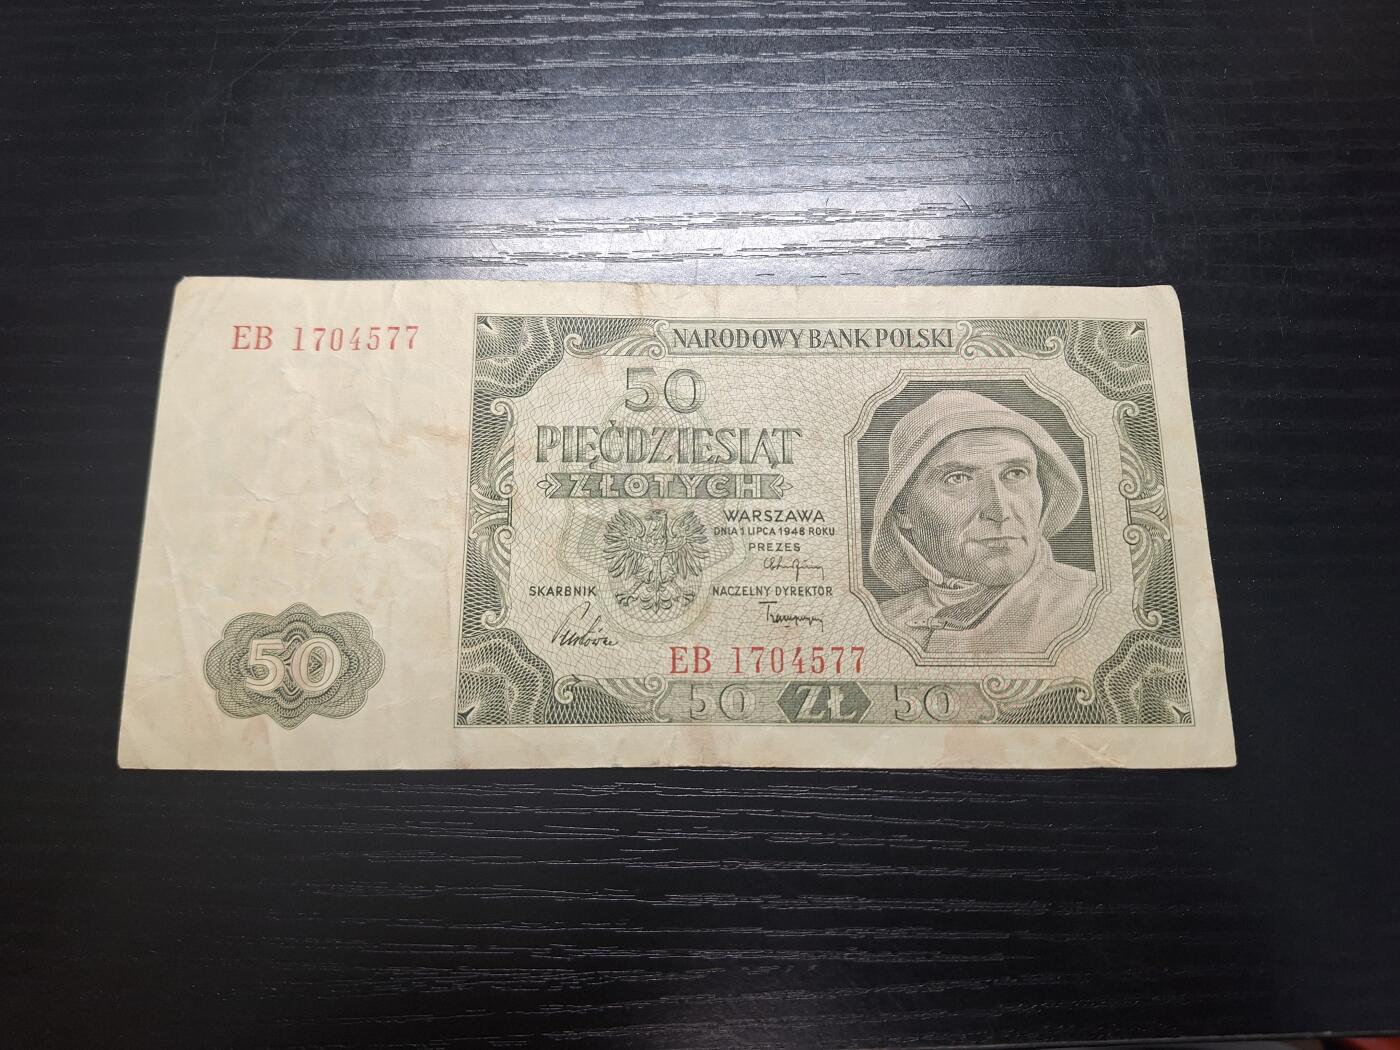 EB 1704577
NARODOWY BANK POLSKI
50
PIĘĆDZIESIĄT
ZŁOTYCH
WARSZAWA
DNIA 1 LIPCA 1948 ROKU
PREZES
SKARBNIK
NACZELNY DYREKTOR
EB 1704577
50
50 ZŁ 50